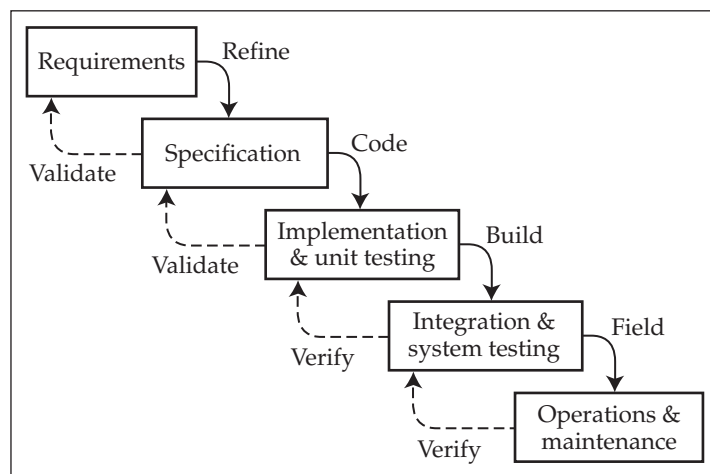 Requirements
Refine
Specification
Validate
Code
Implementation
& unit testing
Validate
Build
Integration &
system testing
Verify
Field
Operations &
maintenance
Verify